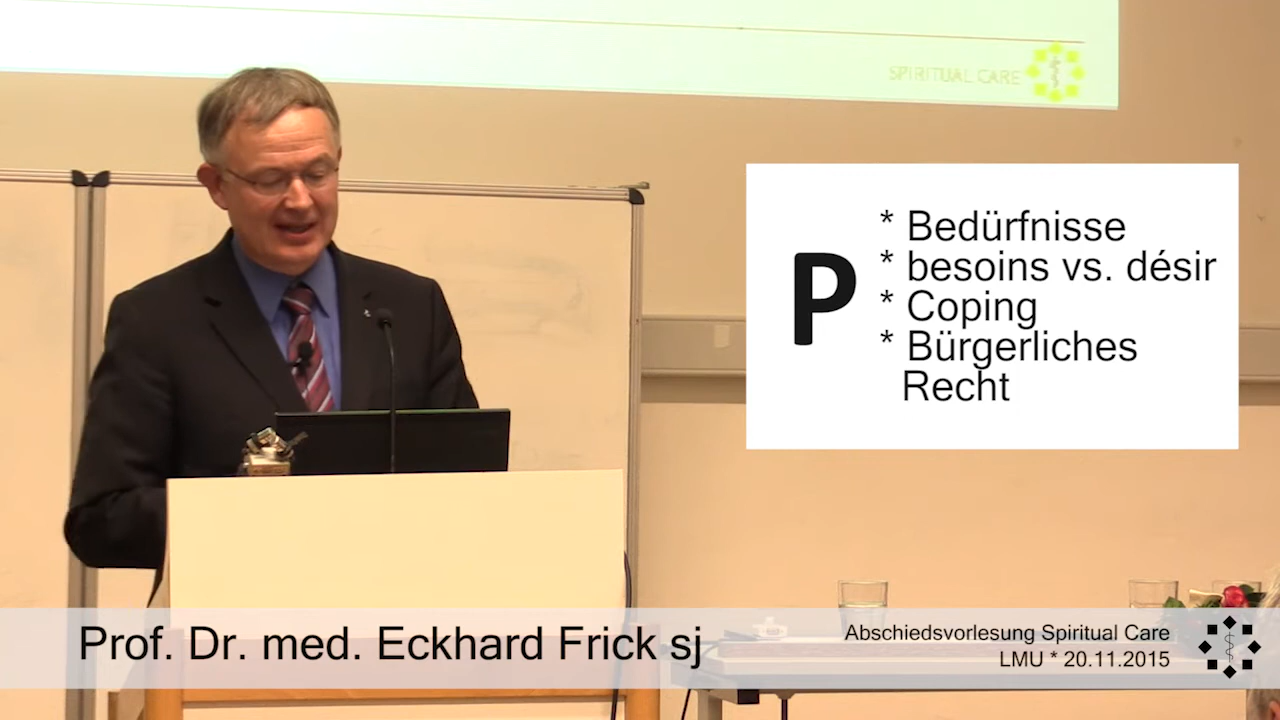 SPIRITUAL CARE
P
* Bedürfnisse
* besoins vs. désir
* Coping
* Bürgerliches
Recht
Prof. Dr. med. Eckhard Frick sj
Abschiedsvorlesung Spiritual Care
LMU * 20.11.2015